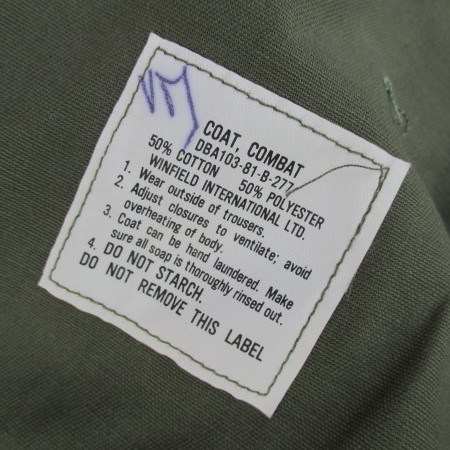 COAT, COMBAT
DBA103-81-B-277
50% COTTON 50% POLYESTER
WINFIELD INTERNATIONAL LTD.
1. Wear outside of trousers.
2. Adjust closures to ventilate; avoid
overheating of body.
3. Coat can be hand laundered. Make
sure all soap is thoroughly rinsed out.
4. DO NOT STARCH.
DO NOT REMOVE THIS LABEL